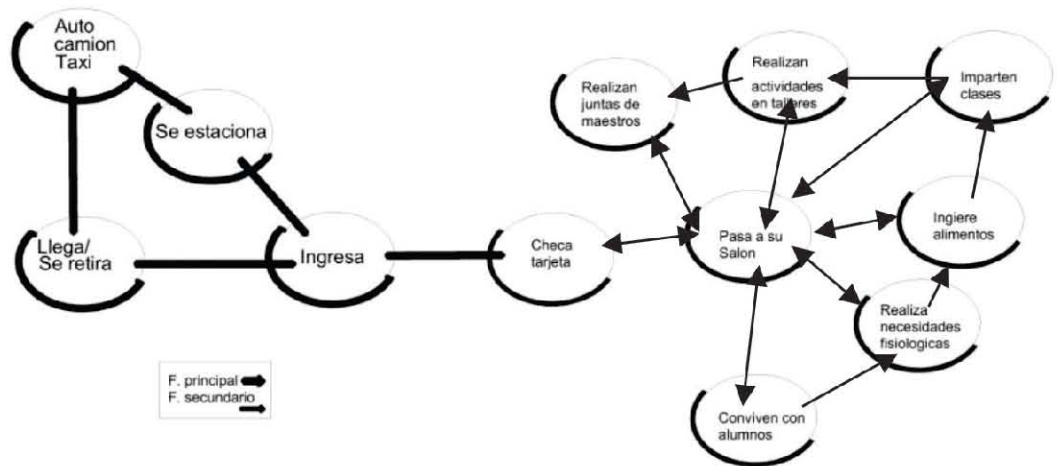 Auto
camion
Taxi
Se estaciona
Llega/
Se retira
Ingresa
Checa
tarjeta
Pasa a su
Salon
Realizan
juntas de
maestros
Realizan
actividades
en talleres
Imparten
clases
Ingiere
alimentos
Realiza
necesidades
fisiologicas
Conviven con
alumnos
F. principal
F. secundario